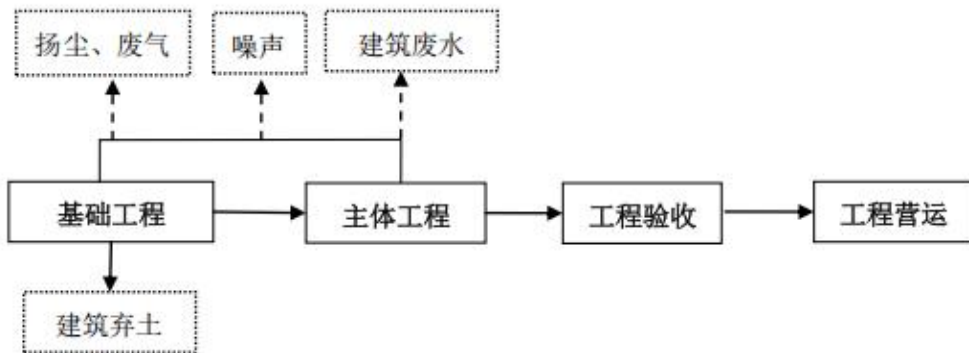 扬尘、废气
噪声
建筑废水
基础工程
主体工程
工程验收
工程营运
建筑弃土